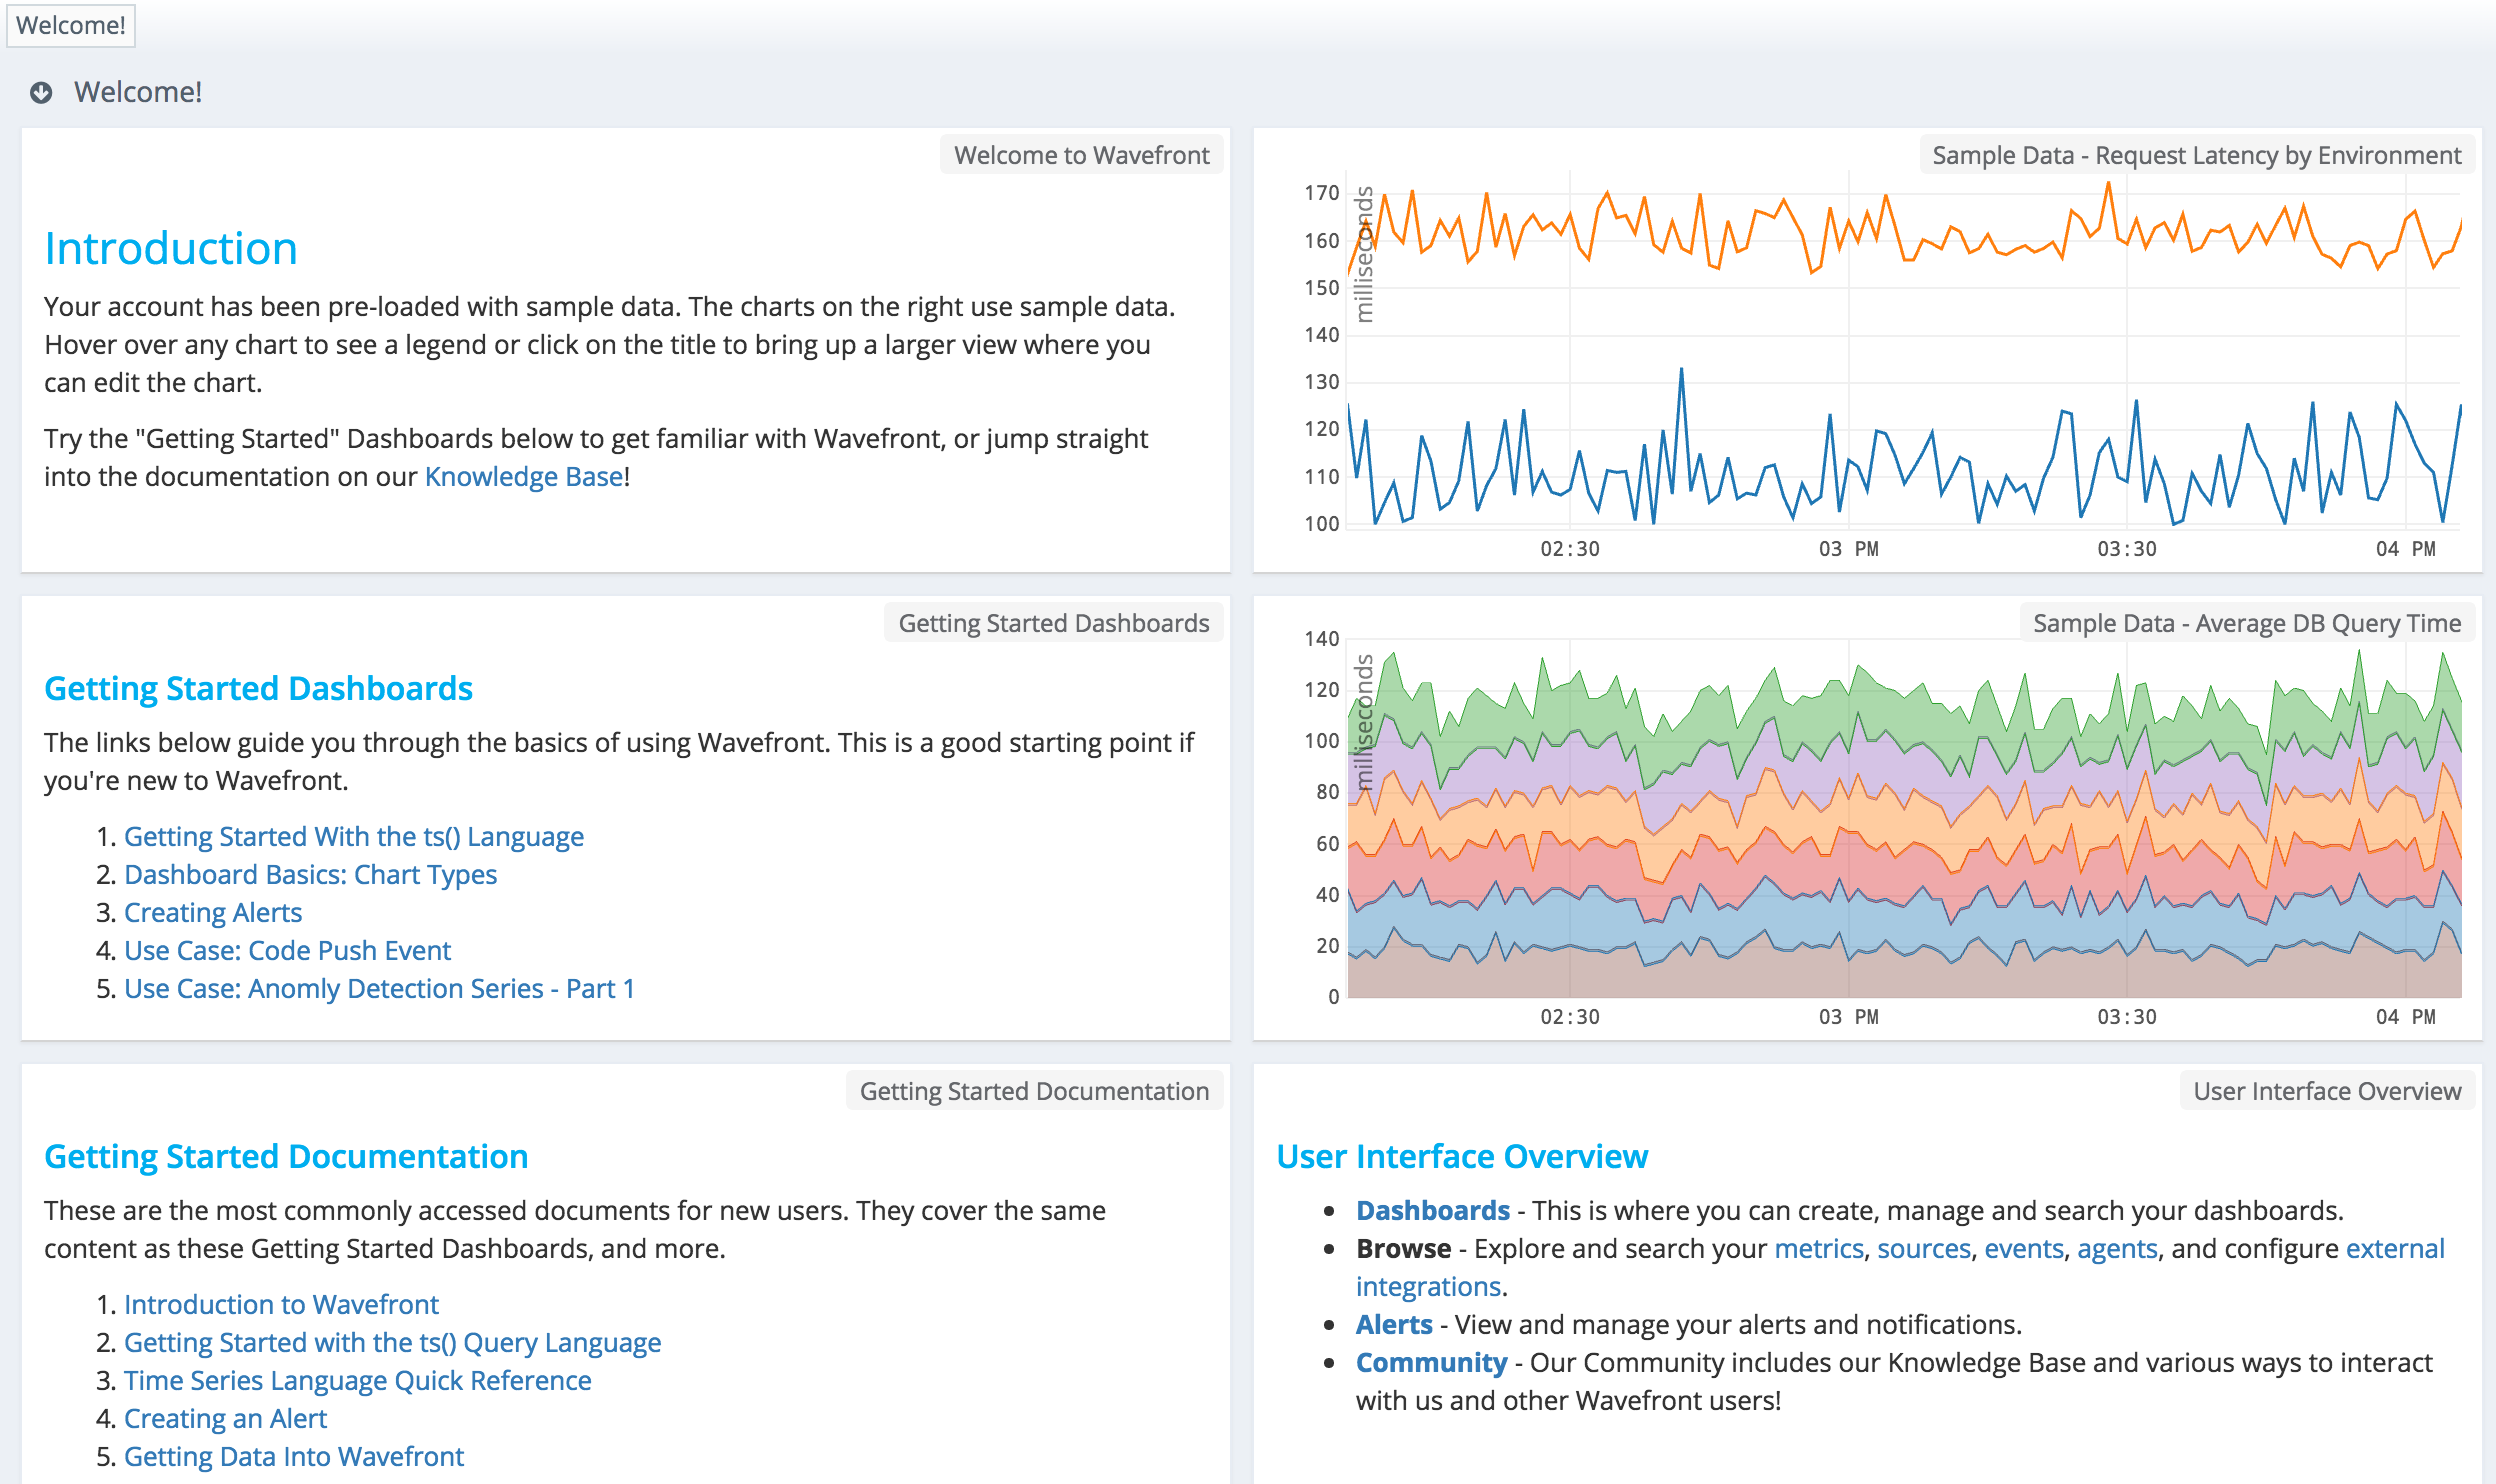 Welcome!
Welcome!
Welcome to Wavefront
Introduction
Your account has been pre-loaded with sample data. The charts on the right use sample data.
Hover over any chart to see a legend or click on the title to bring up a larger view where you
can edit the chart.
Try the "Getting Started" Dashboards below to get familiar with Wavefront, or jump straight
into the documentation on our Knowledge Base!
Sample Data - Request Latency by Environment
milliseconds
170
160
150
140
130
120
110
100
02:30 03 PM 03:30 04 PM
Getting Started Dashboards
Getting Started Dashboards
The links below guide you through the basics of using Wavefront. This is a good starting point if
you're new to Wavefront.
1. Getting Started With the ts() Language
2. Dashboard Basics: Chart Types
3. Creating Alerts
4. Use Case: Code Push Event
5. Use Case: Anomly Detection Series - Part 1
Sample Data - Average DB Query Time
milliseconds
140
120
100
80
60
40
20
0
02:30 03 PM 03:30 04 PM
Getting Started Documentation
Getting Started Documentation
These are the most commonly accessed documents for new users. They cover the same
content as these Getting Started Dashboards, and more.
1. Introduction to Wavefront
2. Getting Started with the ts() Query Language
3. Time Series Language Quick Reference
4. Creating an Alert
5. Getting Data Into Wavefront
User Interface Overview
User Interface Overview
• Dashboards - This is where you can create, manage and search your dashboards.
• Browse - Explore and search your metrics, sources, events, agents, and configure external
integrations.
• Alerts - View and manage your alerts and notifications.
• Community - Our Community includes our Knowledge Base and various ways to interact
with us and other Wavefront users!